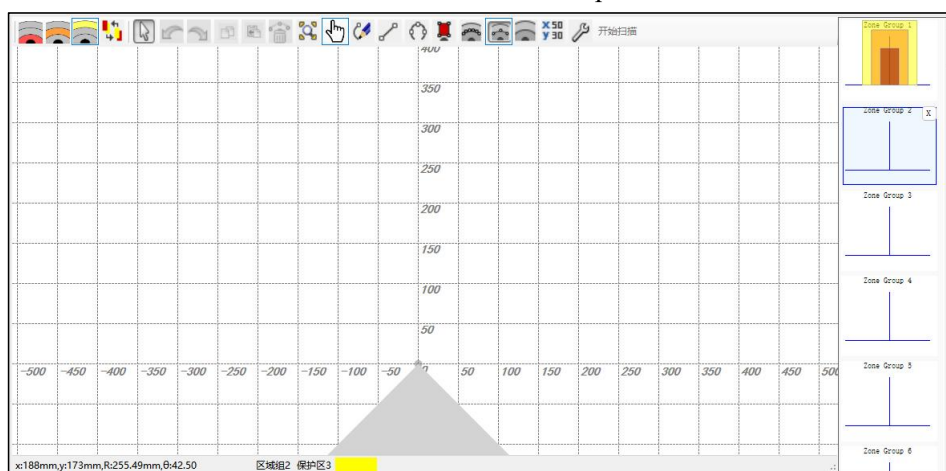 X 50
Y 30
开始扫描
400
350
300
250
200
150
100
50
-500 -450 -400 -350 -300 -250 -200 -150 -100 -50 0 50 100 150 200 250 300 350 400 450 500
x:188mm,y:173mm,R:255.49mm,θ:42.50 区域组2 保护区3
Zone Group 1
Zone Group 2 X
Zone Group 3
Zone Group 4
Zone Group 5
Zone Group 6